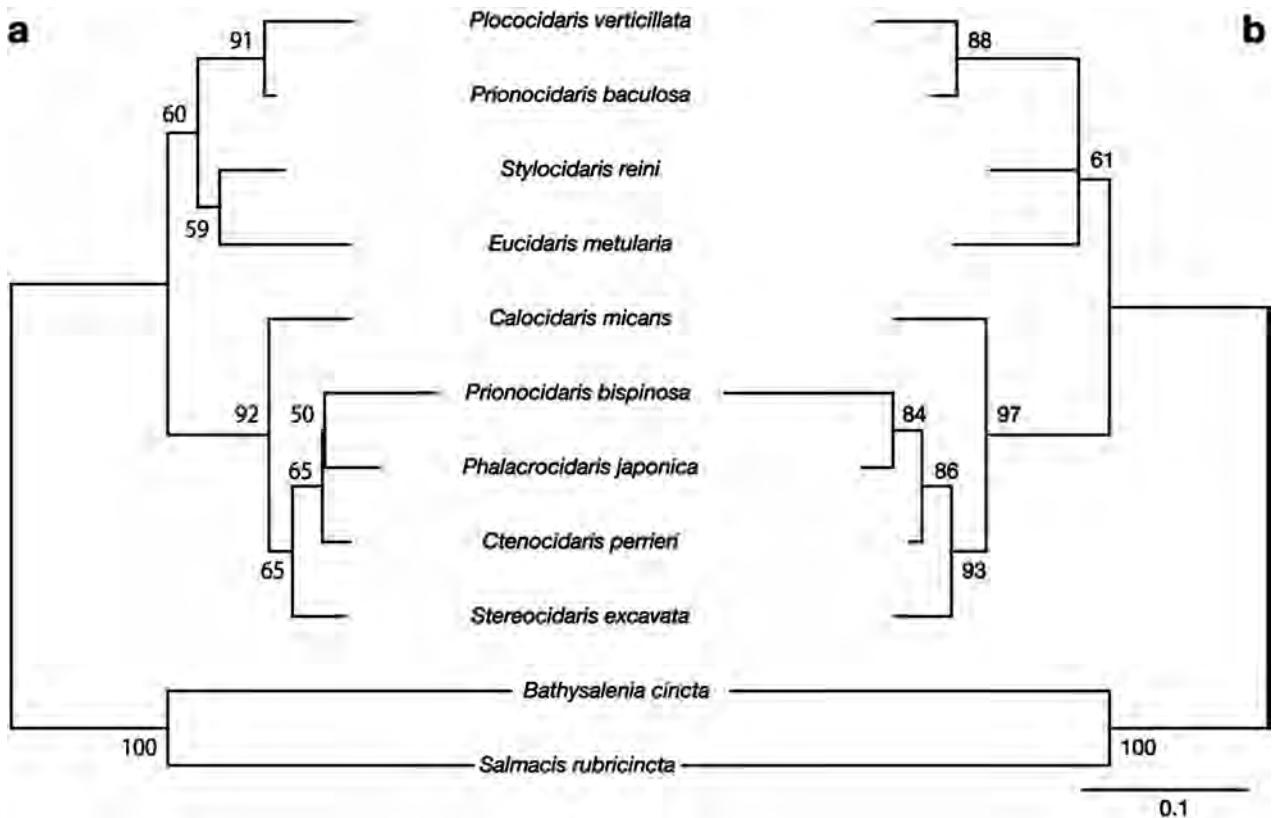 a
b
Plococidaris verticillata
91
88
Prionocidaris baculosa
60
Stylocidaris reini
61
59
Eucidaris metularia
Calocidaris micans
Prionocidaris bispinosa
92
50
84
97
Phalacrocidaris japonica
65
86
Ctenocidaris perrieri
65
93
Stereocidaris excavata
Bathysalenia cincta
100
100
Salmacis rubricincta
0.1